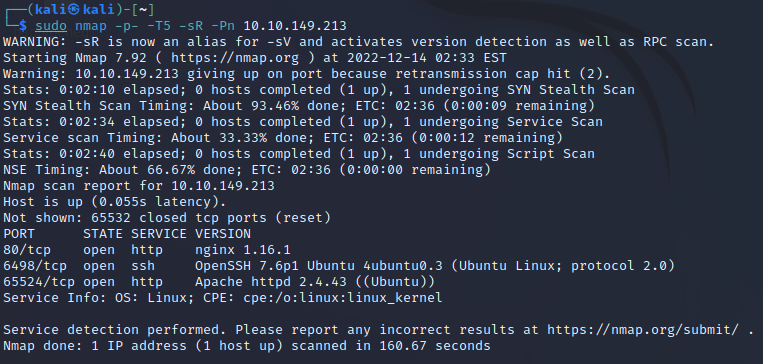 ┌──(kali㉿kali)-[~]
└─$ sudo nmap -p- -T5 -sR -Pn 10.10.149.213
WARNING: -sR is now an alias for -sV and activates version detection as well as RPC scan.
Starting Nmap 7.92 ( https://nmap.org ) at 2022-12-14 02:33 EST
Warning: 10.10.149.213 giving up on port because retransmission cap hit (2).
Stats: 0:02:10 elapsed; 0 hosts completed (1 up), 1 undergoing SYN Stealth Scan
SYN Stealth Scan Timing: About 93.46% done; ETC: 02:36 (0:00:09 remaining)
Stats: 0:02:34 elapsed; 0 hosts completed (1 up), 1 undergoing Service Scan
Service scan Timing: About 33.33% done; ETC: 02:36 (0:00:12 remaining)
Stats: 0:02:40 elapsed; 0 hosts completed (1 up), 1 undergoing Script Scan
NSE Timing: About 66.67% done; ETC: 02:36 (0:00:00 remaining)
Nmap scan report for 10.10.149.213
Host is up (0.055s latency).
Not shown: 65532 closed tcp ports (reset)
PORT      STATE SERVICE VERSION
80/tcp    open  http    nginx 1.16.1
6498/tcp  open  ssh     OpenSSH 7.6p1 Ubuntu 4ubuntu0.3 (Ubuntu Linux; protocol 2.0)
65524/tcp open  http    Apache httpd 2.4.43 ((Ubuntu))
Service Info: OS: Linux; CPE: cpe:/o:linux:linux_kernel

Service detection performed. Please report any incorrect results at https://nmap.org/submit/ .
Nmap done: 1 IP address (1 host up) scanned in 160.67 seconds